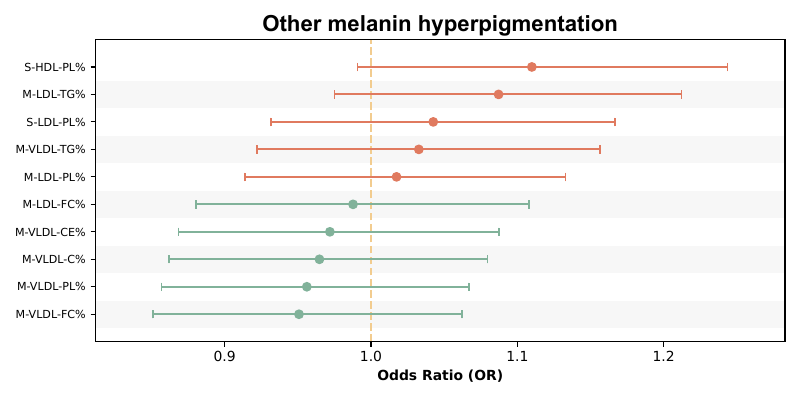 Other melanin hyperpigmentation
S-HDL-PL%
M-LDL-TG%
S-LDL-PL%
M-VLDL-TG%
M-LDL-PL%
M-LDL-FC%
M-VLDL-CE%
M-VLDL-C%
M-VLDL-PL%
M-VLDL-FC%
0.9 1.0 1.1 1.2
Odds Ratio (OR)